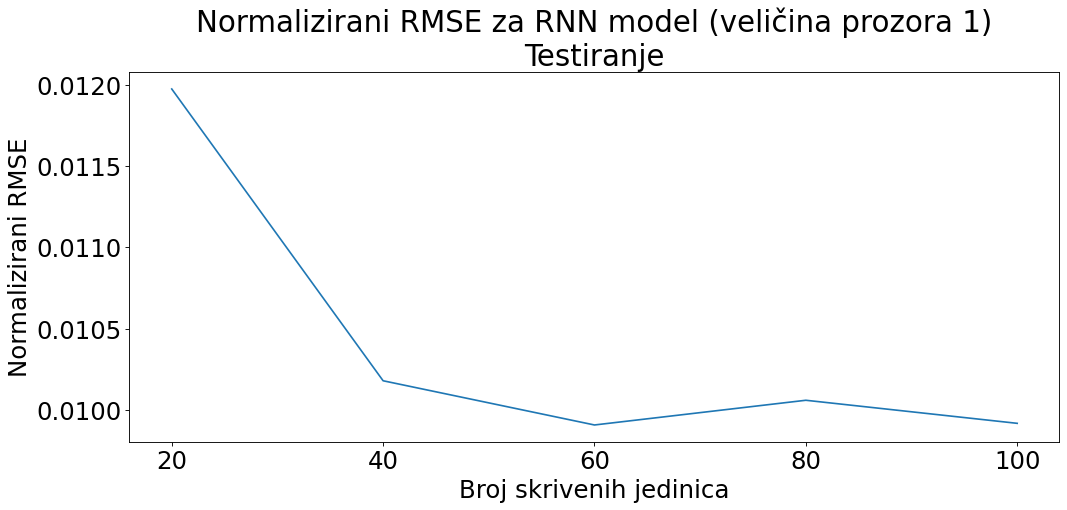 Normalizirani RMSE za RNN model (veličina prozora 1)
Testiranje
Normalizirani RMSE
0.0120
0.0115
0.0110
0.0105
0.0100
20 40 60 80 100
Broj skrivenih jedinica